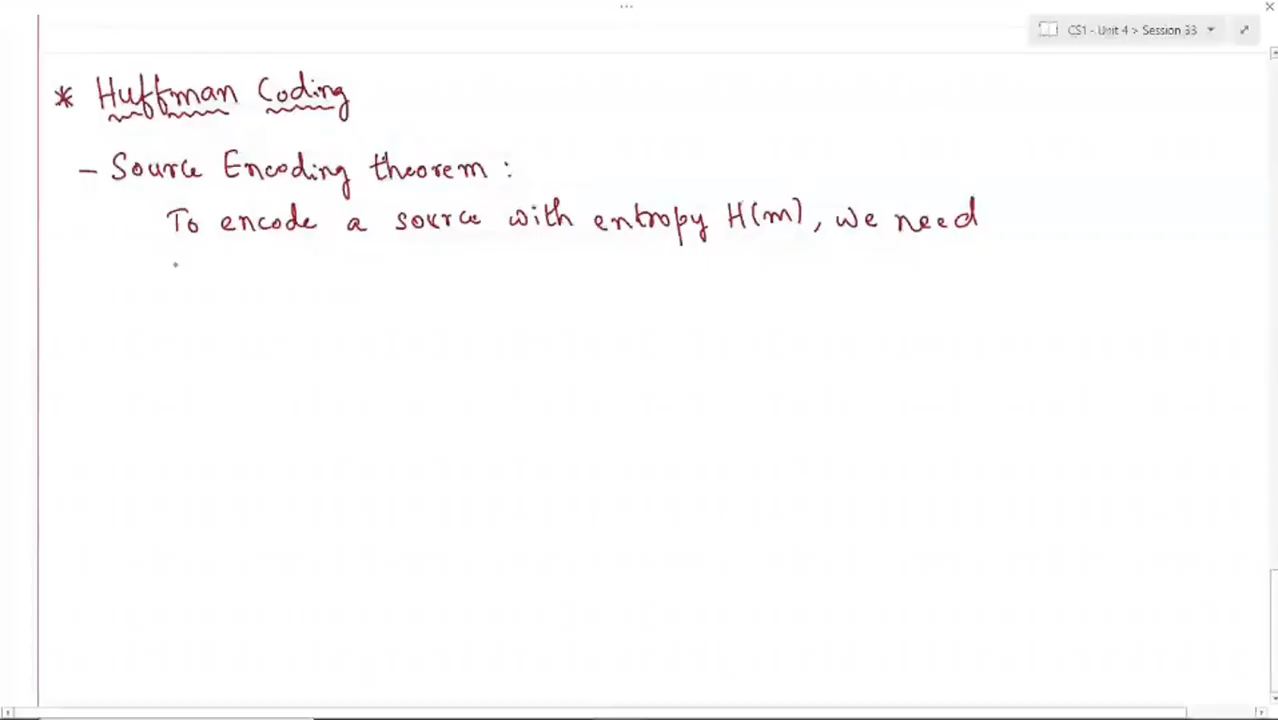 CS1 - Unit 4 > Session 33
* Huffman Coding
- Source Encoding theorem :
To encode a source with entropy H(m), we need